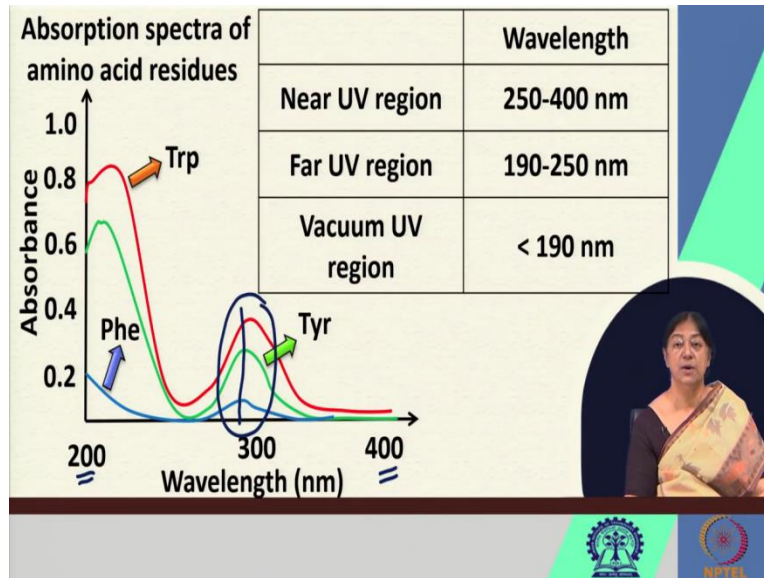 Absorption spectra of
amino acid residues
Wavelength
Near UV region
250-400 nm
Far UV region
190-250 nm
Vacuum UV
region
< 190 nm
Absorbance
1.0
0.8
0.6
0.4
0.2
Trp
Phe
Tyr
200
300
400
Wavelength (nm)
NPTEL